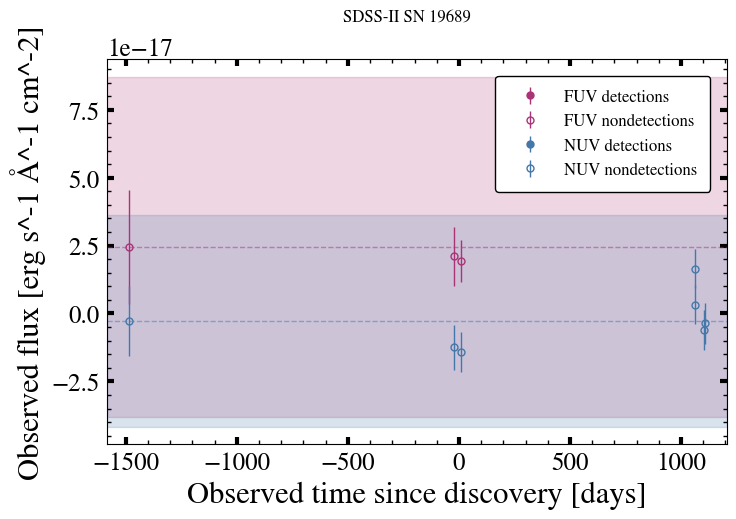 SDSS-II SN 19689
1e−17
FUV detections
FUV nondetections
NUV detections
NUV nondetections
7.5
5.0
2.5
0.0
−2.5
Observed flux [erg s^-1 Å^-1 cm^-2]
−1500 −1000 −500 0 500 1000
Observed time since discovery [days]